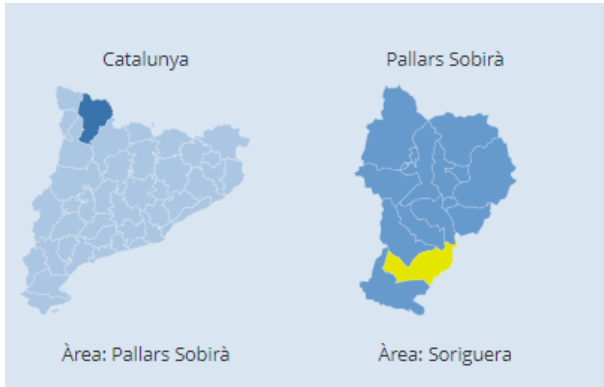 Catalunya
Pallars Sobirà
Àrea: Pallars Sobirà
Àrea: Soriguera